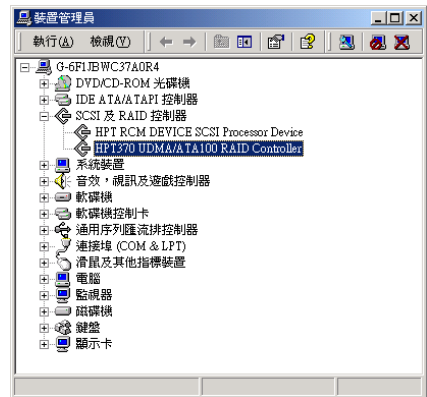 裝置管理員
執行(A) 檢視(V)
G-6F1JBWC37A0R4
DVD/CD-ROM 光碟機
IDE ATA/ATAPI 控制器
SCSI 及 RAID 控制器
HPT RCM DEVICE SCSI Processor Device
HPT370 UDMA/ATA100 RAID Controller
系統裝置
音效，視訊及遊戲控制器
軟碟機
軟碟機控制卡
通用序列匯流排控制器
連接埠 (COM & LPT)
滑鼠及其他指標裝置
電腦
監視器
磁碟機
鍵盤
顯示卡